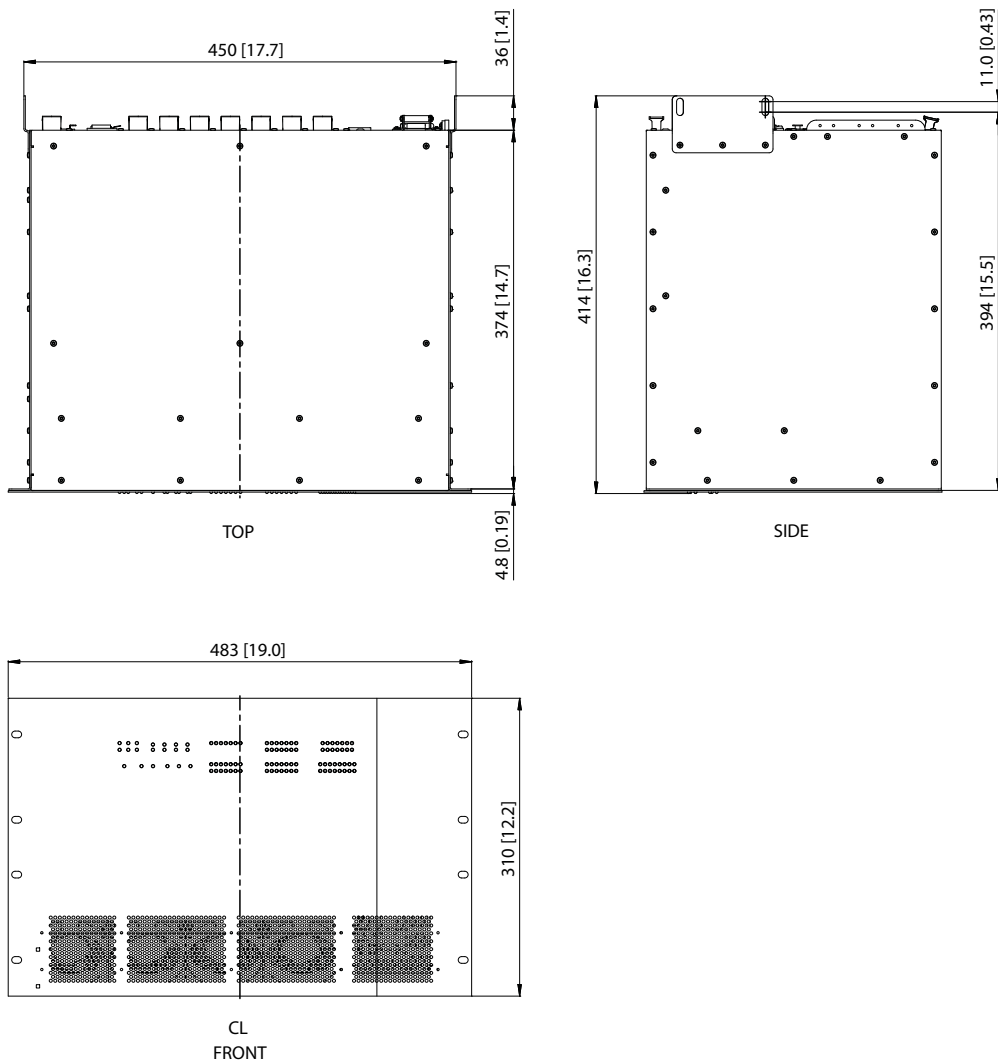 450 [17.7]
36 [1.4]
374 [14.7]
4.8 [0.19]
TOP
414 [16.3]
11.0 [0.43]
394 [15.5]
SIDE
483 [19.0]
310 [12.2]
CL
FRONT